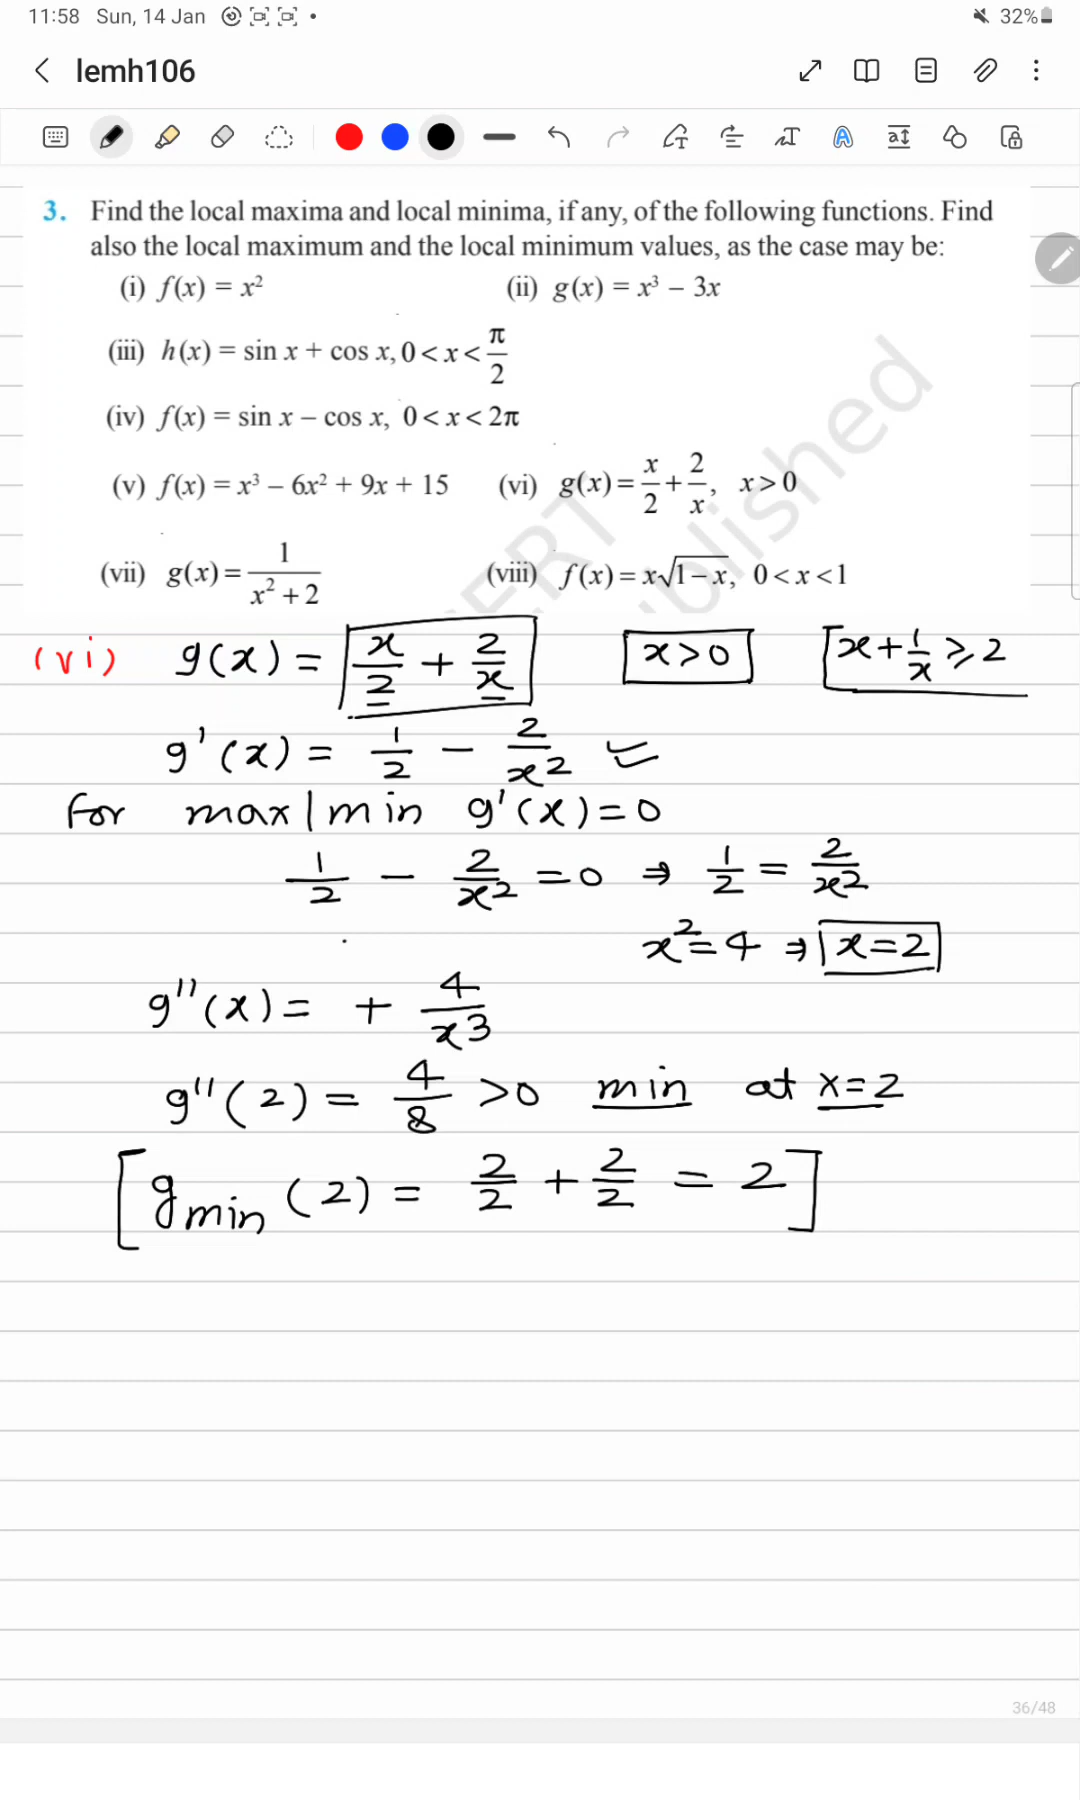 11:58 Sun, 14 Jan 32%
lemh106
3. Find the local maxima and local minima, if any, of the following functions. Find
also the local maximum and the local minimum values, as the case may be:
(i) f(x) = x² (ii) g(x) = x³ – 3x
(iii) h(x) = sin x + cos x, 0 < x < π/2
(iv) f(x) = sin x – cos x, 0 < x < 2π
(v) f(x) = x³ – 6x² + 9x + 15 (vi) g(x) = x/2 + 2/x, x > 0
(vii) g(x) = 1/(x² + 2) (viii) f(x) = x√(1 – x), 0 < x < 1
(vi) g(x) = x/2 + 2/x x>0 x + 1/x ≥ 2
g'(x) = 1/2 – 2/x²
for max/min g'(x) = 0
1/2 – 2/x² = 0 ⇒ 1/2 = 2/x²
x² = 4 ⇒ x = 2
g''(x) = + 4/x³
g''(2) = 4/8 >0 min at x=2
[g min (2) = 2/2 + 2/2 = 2]
36/48